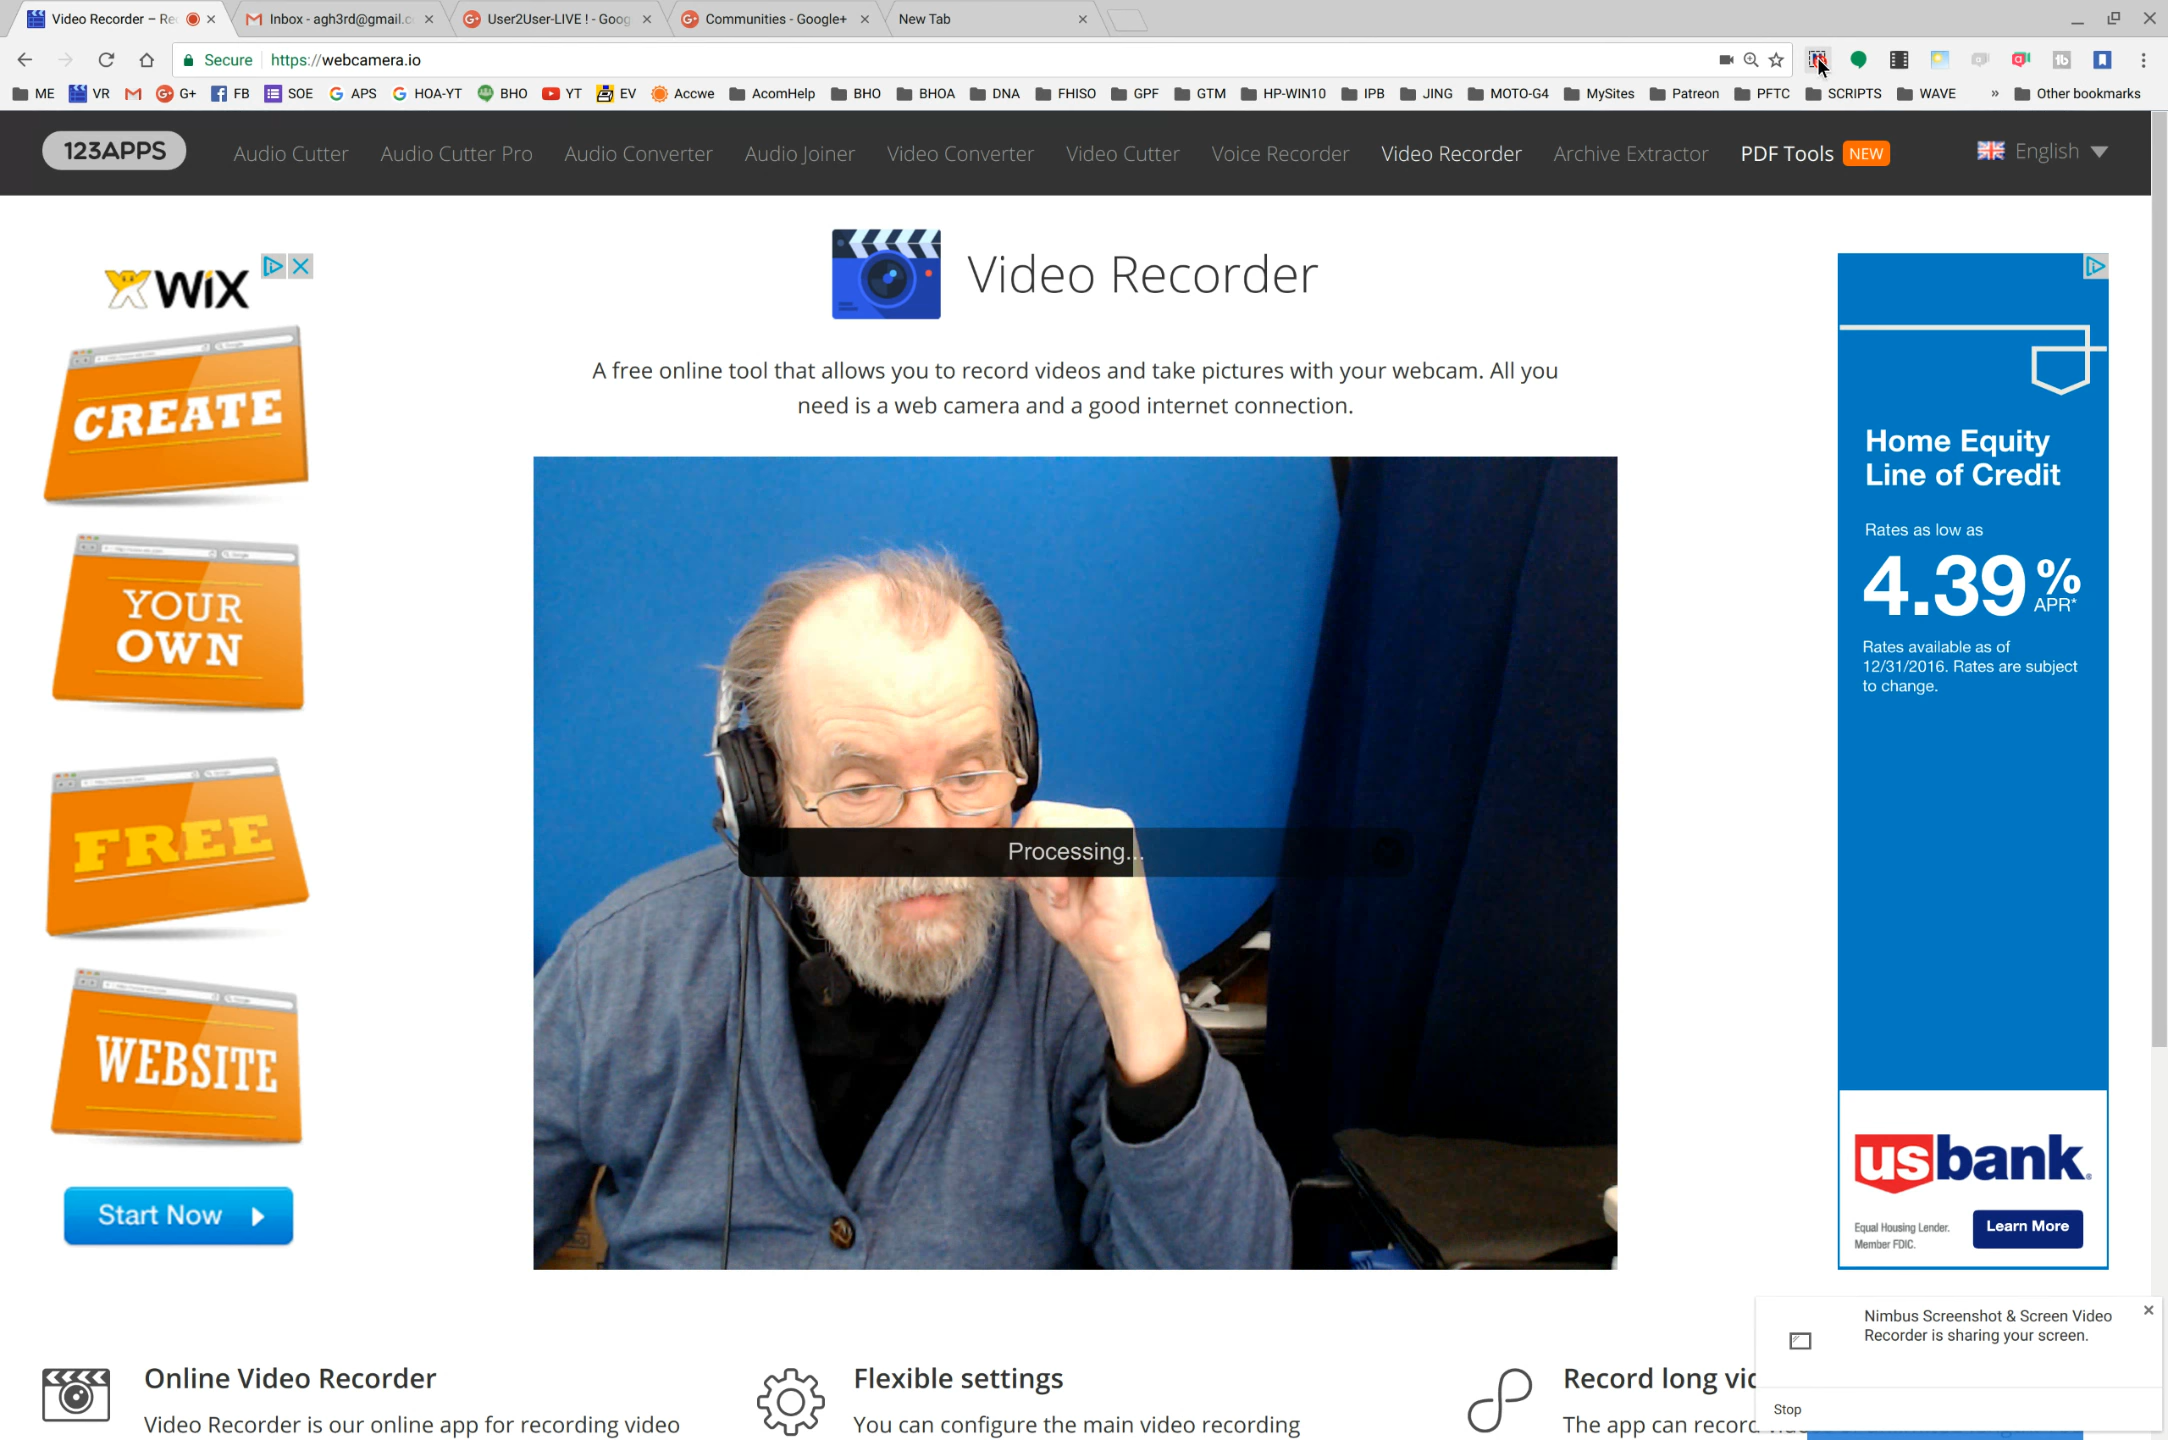 Video Recorder – Re
Inbox - agh3rd@gmail.c
User2User-LIVE ! - Goog
Communities - Google+
New Tab
Secure
https://webcamera.io
ME
VR
G+
FB
SOE
APS
HOA-YT
BHO
YT
EV
Accwe
AcomHelp
BHO
BHOA
DNA
FHISO
GPF
GTM
HP-WIN10
IPB
JING
MOTO-G4
MySites
Patreon
PFTC
SCRIPTS
WAVE
»
Other bookmarks
123APPS
Audio Cutter
Audio Cutter Pro
Audio Converter
Audio Joiner
Video Converter
Video Cutter
Voice Recorder
Video Recorder
Archive Extractor
PDF Tools NEW
English
Video Recorder
A free online tool that allows you to record videos and take pictures with your webcam. All you
need is a web camera and a good internet connection.
WiX
CREATE
YOUR
OWN
FREE
WEBSITE
Start Now
Processing...
Home Equity
Line of Credit
Rates as low as
4.39%
APR*
Rates available as of
12/31/2016. Rates are subject
to change.
usbank.
Equal Housing Lender.
Member FDIC.
Learn More
Nimbus Screenshot & Screen Video
Recorder is sharing your screen.
Stop
Online Video Recorder
Video Recorder is our online app for recording video
Flexible settings
You can configure the main video recording
Record long vid
The app can record